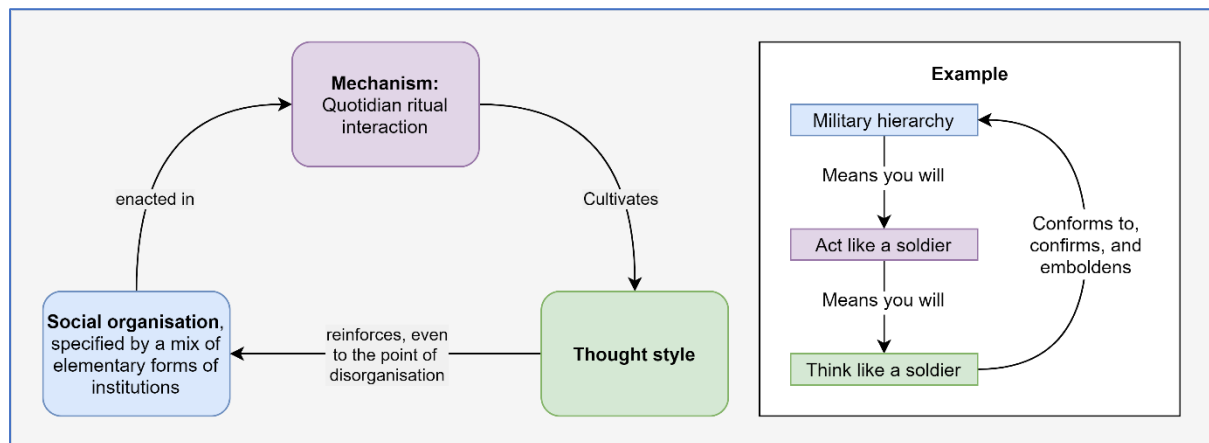 Mechanism:
Quotidian ritual
interaction
enacted in
Cultivates
Social organisation,
specified by a mix of
elementary forms of
institutions
reinforces, even
to the point of
disorganisation
Thought style
Example
Military hierarchy
Means you will
Act like a soldier
Means you will
Think like a soldier
Conforms to,
confirms, and
emboldens